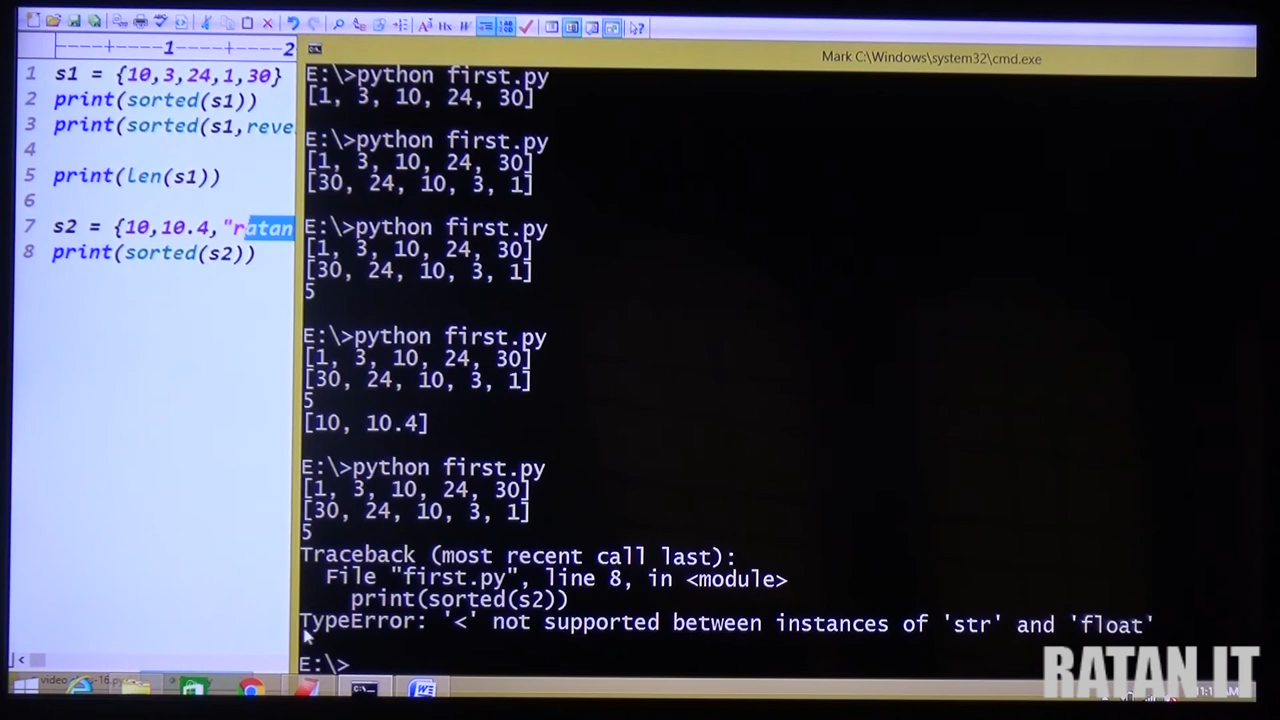 ----+----1----+----2
Mark C:\Windows\system32\cmd.exe
1 s1 = {10,3,24,1,30}
2 print(sorted(s1))
3 print(sorted(s1,reve
4
5 print(len(s1))
6
7 s2 = {10,10.4,"ratan
8 print(sorted(s2))
E:\>python first.py
[1, 3, 10, 24, 30]
E:\>python first.py
[1, 3, 10, 24, 30]
[30, 24, 10, 3, 1]
E:\>python first.py
[1, 3, 10, 24, 30]
[30, 24, 10, 3, 1]
5
E:\>python first.py
[1, 3, 10, 24, 30]
[30, 24, 10, 3, 1]
5
[10, 10.4]
E:\>python first.py
[1, 3, 10, 24, 30]
[30, 24, 10, 3, 1]
5
Traceback (most recent call last):
File "first.py", line 8, in <module>
print(sorted(s2))
TypeError: '<' not supported between instances of 'str' and 'float'
E:\>
RATAN IT